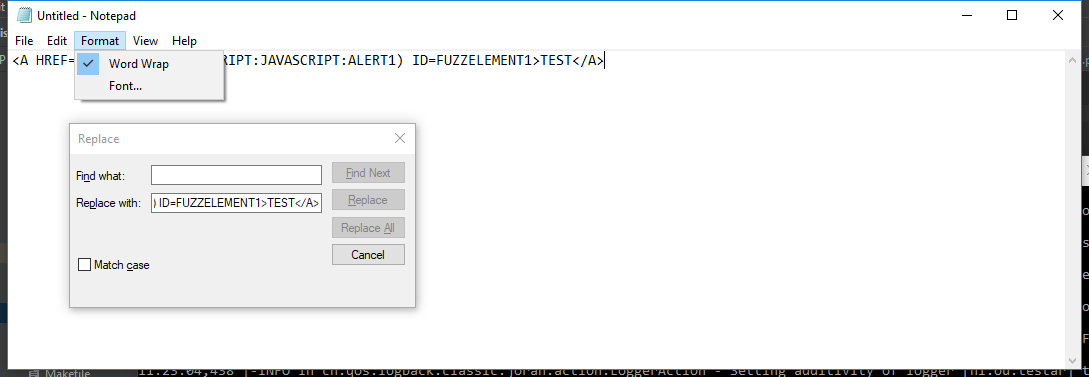 Untitled - Notepad
File Edit Format View Help
<A HREF= RIPT:JAVASCRIPT:ALERT1) ID=FUZZELEMENT1>TEST</A>
Word Wrap
Font...
Replace
Find what:
Find Next
Replace with: ) ID=FUZZELEMENT1>TEST</A>
Replace
Replace All
Cancel
Match case
Makefile
11:23:04,438 |-INFO in ch.qos.logback.classic.joran.action.LoggerAction - Setting additivity of logger [nl.ou.testar]